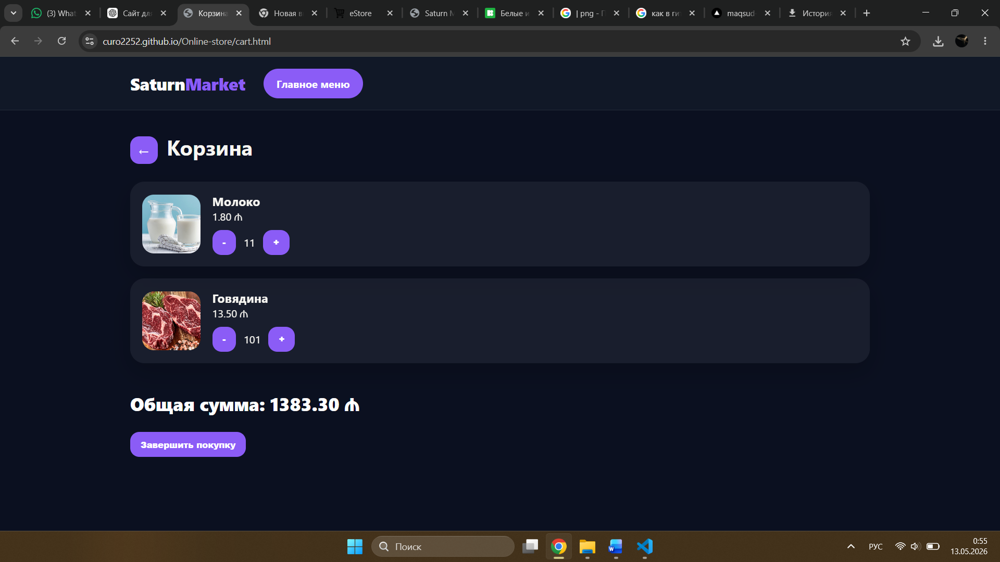 (3) What
Сайт дл
Корзина
Новая в
eStore
Saturn M
Белые и
| png - П
как в ги
maqsud
История
curo2252.github.io/Online-store/cart.html
SaturnMarket
Главное меню
← Корзина
Молоко
1.80 ₼
- 11 +
Говядина
13.50 ₼
- 101 +
Общая сумма: 1383.30 ₼
Завершить покупку
Поиск
РУС
0:55
13.05.2026